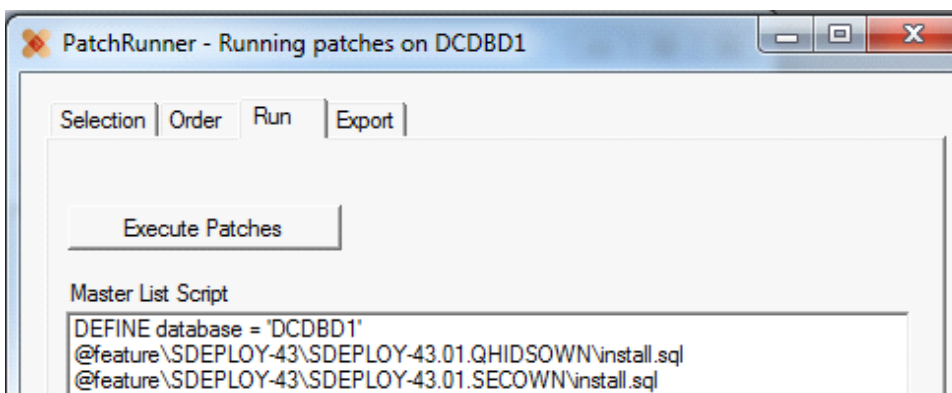 PatchRunner - Running patches on DCDBD1
Selection Order Run Export
Execute Patches
Master List Script
DEFINE database = 'DCDBD1'
@feature\SDEPLOY-43\SDEPLOY-43.01.QHIDSOWN\install.sql
@feature\SDEPLOY-43\SDEPLOY-43.01.SECOWN\install.sql